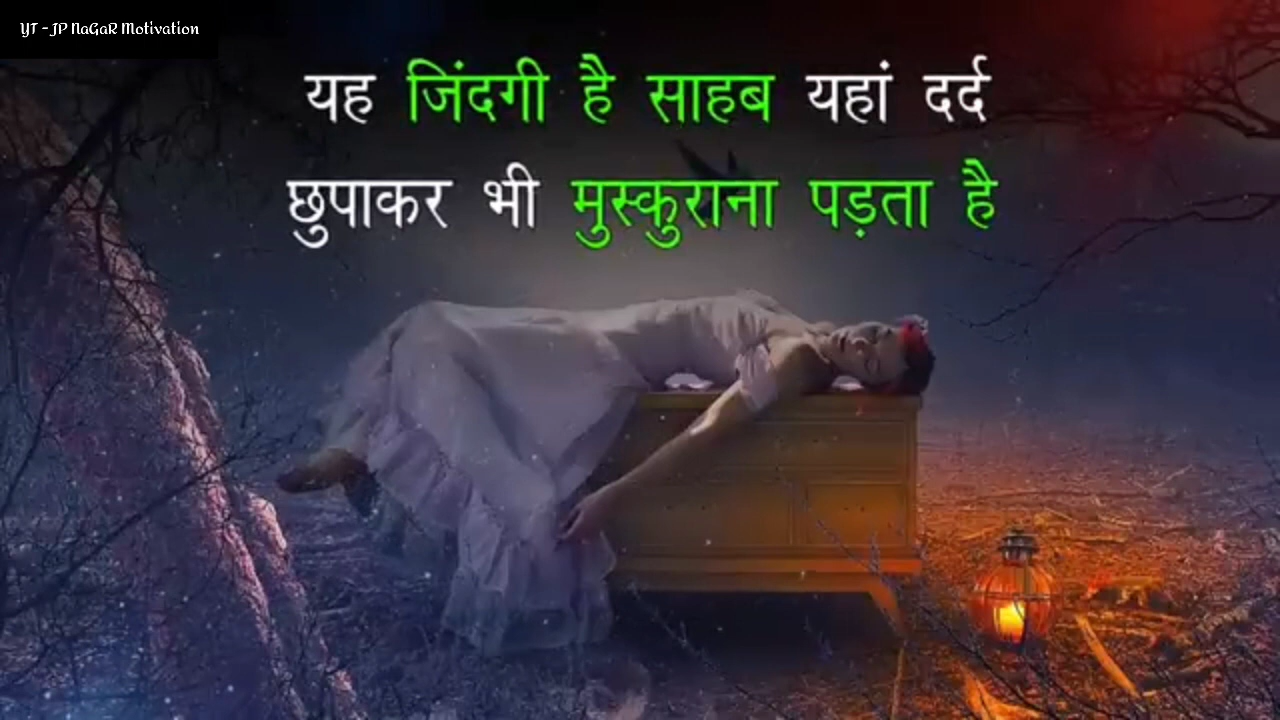 YT - JP NaGaR Motivation
यह जिंदगी है साहब यहां दर्द
छुपाकर भी मुस्कुराना पड़ता है